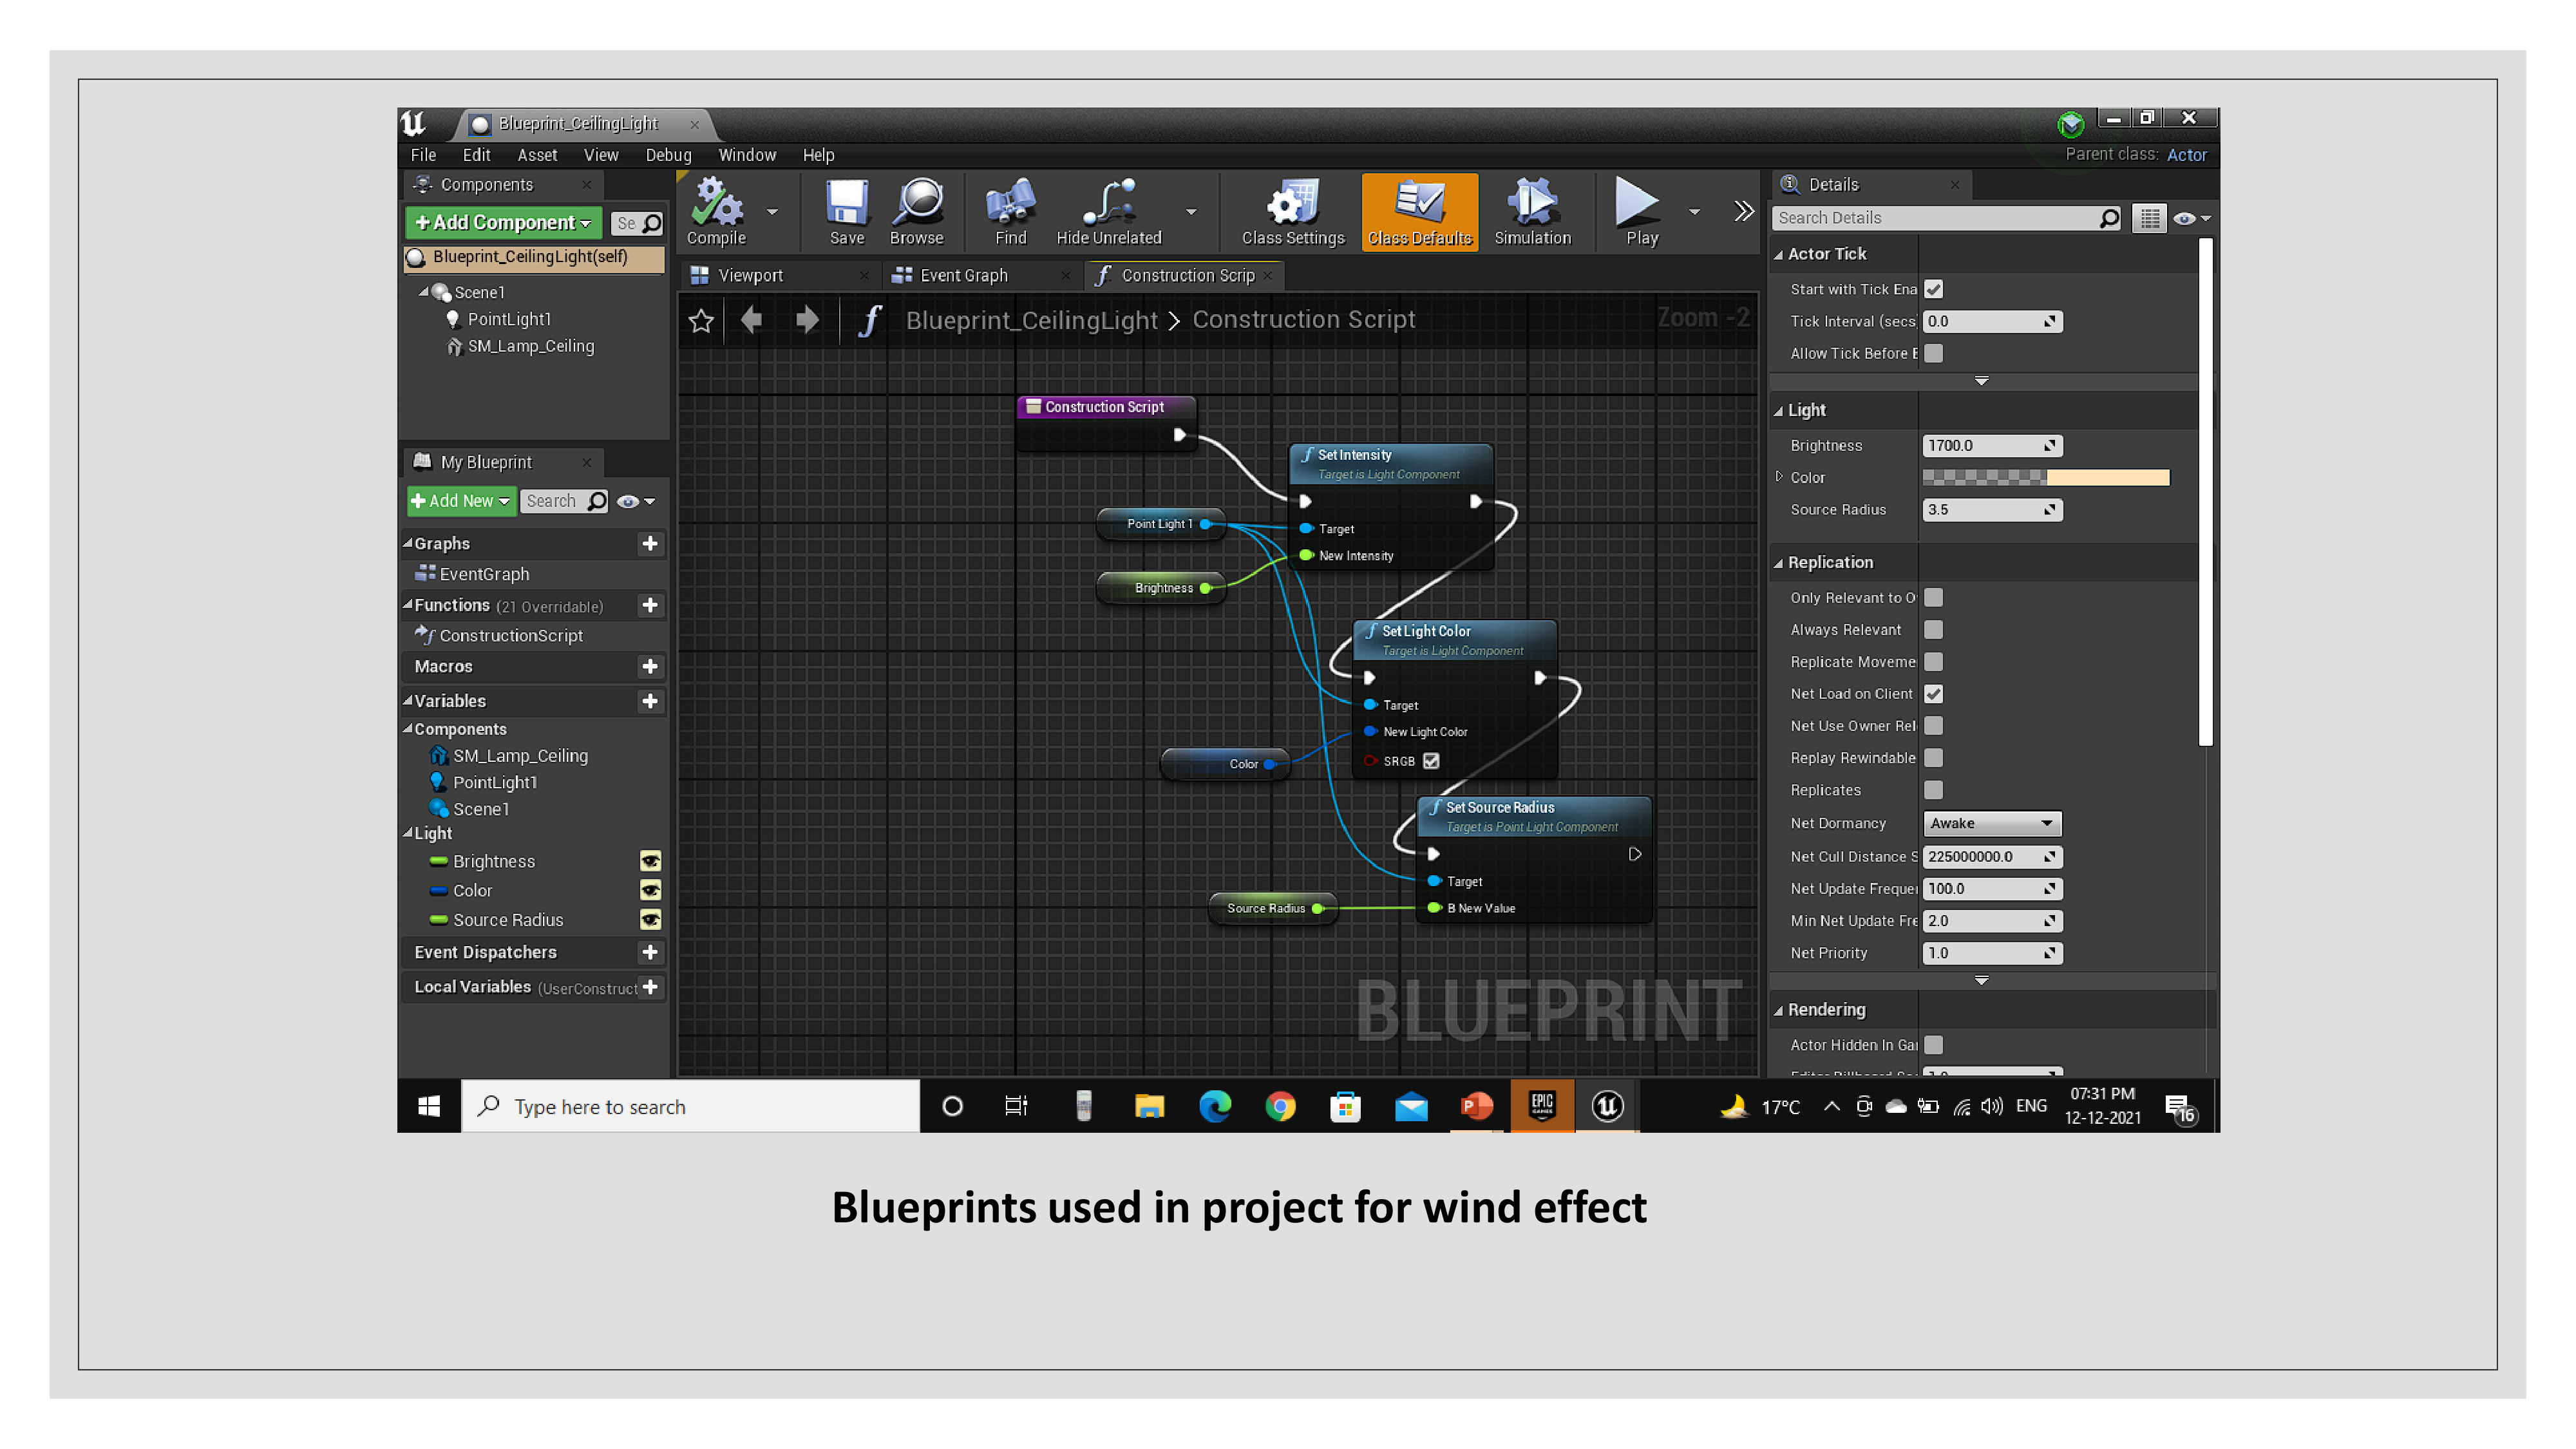 Blueprint_CeilingLight
File Edit Asset View Debug Window Help
Parent class: Actor
Components
+Add Component
Se
Blueprint_CeilingLight(self)
Scene1
PointLight1
SM_Lamp_Ceiling
My Blueprint
+Add New
Search
Graphs
EventGraph
Functions (21 Overridable)
ConstructionScript
Macros
Variables
Components
SM_Lamp_Ceiling
PointLight1
Scene1
Light
Brightness
Color
Source Radius
Event Dispatchers
Local Variables (UserConstruct
Compile
Save
Browse
Find
Hide Unrelated
Class Settings
Class Defaults
Simulation
Play
Viewport
Event Graph
Construction Scrip
Blueprint_CeilingLight > Construction Script
Zoom -2
Construction Script
Set Intensity
Target is Light Component
Target
New Intensity
Point Light 1
Brightness
Set Light Color
Target is Light Component
Target
New Light Color
SRGB
Color
Set Source Radius
Target is Point Light Component
Target
B New Value
Source Radius
BLUEPRINT
Details
Search Details
Actor Tick
Start with Tick Ena
Tick Interval (secs 0.0
Allow Tick Before E
Light
Brightness 1700.0
Color
Source Radius 3.5
Replication
Only Relevant to O
Always Relevant
Replicate Moveme
Net Load on Client
Net Use Owner Rel
Replay Rewindable
Replicates
Net Dormancy Awake
Net Cull Distance S 225000000.0
Net Update Frequen 100.0
Min Net Update Fre 2.0
Net Priority 1.0
Rendering
Actor Hidden In Gar
Type here to search
EPIC GAMES
17°C
ENG
07:31 PM
12-12-2021
16
Blueprints used in project for wind effect